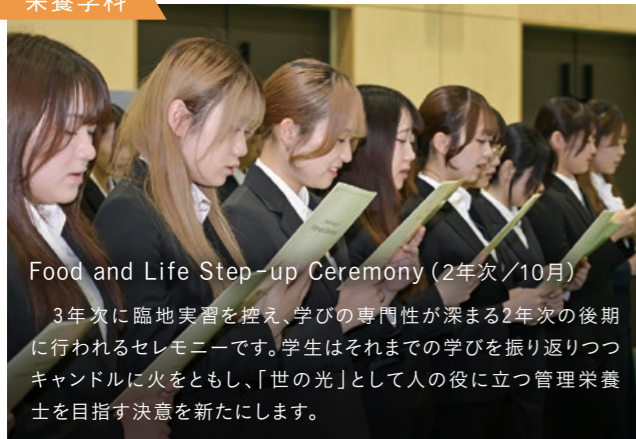 栄養学科
Food and Life Step-up Ceremony（2年次／10月）
　3年次に臨地実習を控え、学びの専門性が深まる2年次の後期
に行われるセレモニーです。学生はそれまでの学びを振り返りつつ
キャンドルに火をともし、「世の光」として人の役に立つ管理栄養
士を目指す決意を新たにします。